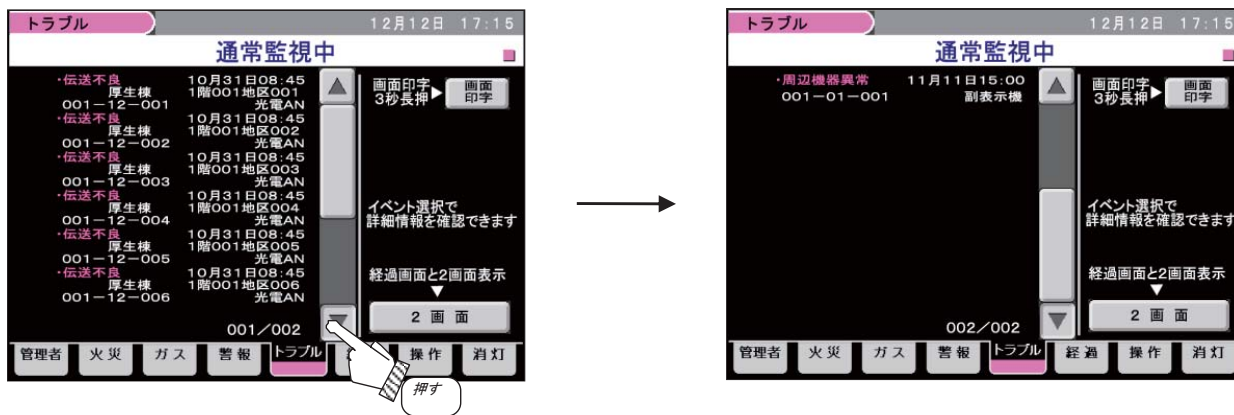 トラブル
12月12日 17:15
通常監視中
・伝送不良 10月31日08:45
厚生棟 1階001地区001
001-12-001 光電AN
・伝送不良 10月31日08:45
厚生棟 1階001地区002
001-12-002 光電AN
・伝送不良 10月31日08:45
厚生棟 1階001地区003
001-12-003 光電AN
・伝送不良 10月31日08:45
厚生棟 1階001地区004
001-12-004 光電AN
・伝送不良 10月31日08:45
厚生棟 1階001地区005
001-12-005 光電AN
・伝送不良 10月31日08:45
厚生棟 1階001地区006
001-12-006 光電AN
001/002
画面印字
3秒長押
画面
印字
イベント選択で
詳細情報を確認できます
経過画面と2画面表示
2 画 面
管理者 火災 ガス 警報 トラブル 操作 消灯
押す
トラブル
12月12日 17:15
通常監視中
・周辺機器異常 11月11日15:00
001-01-001 副表示機
002/002
画面印字
3秒長押
画面
印字
イベント選択で
詳細情報を確認できます
経過画面と2画面表示
2 画 面
管理者 火災 ガス 警報 トラブル 経過 操作 消灯